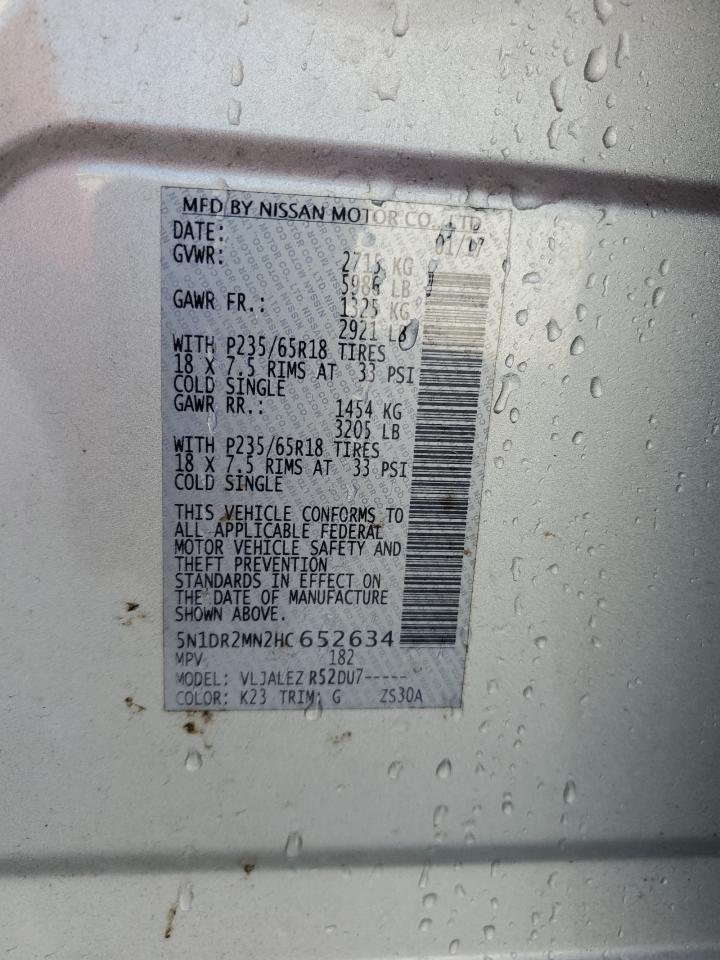 MFD BY NISSAN MOTOR CO., LTD
DATE: 01/17
GVWR: 2715 KG
5986 LB
GAWR FR.: 1325 KG
2921 LB
WITH P235/65R18 TIRES
18 X 7.5 RIMS AT 33 PSI
COLD SINGLE
GAWR RR.: 1454 KG
3205 LB
WITH P235/65R18 TIRES
18 X 7.5 RIMS AT 33 PSI
COLD SINGLE
THIS VEHICLE CONFORMS TO
ALL APPLICABLE FEDERAL
MOTOR VEHICLE SAFETY AND
THEFT PREVENTION
STANDARDS IN EFFECT ON
THE DATE OF MANUFACTURE
SHOWN ABOVE.
5N1DR2MN2HC652634
MPV 182
MODEL: VLJALEZ R52DU7-----
COLOR: K23 TRIM: G ZS30A